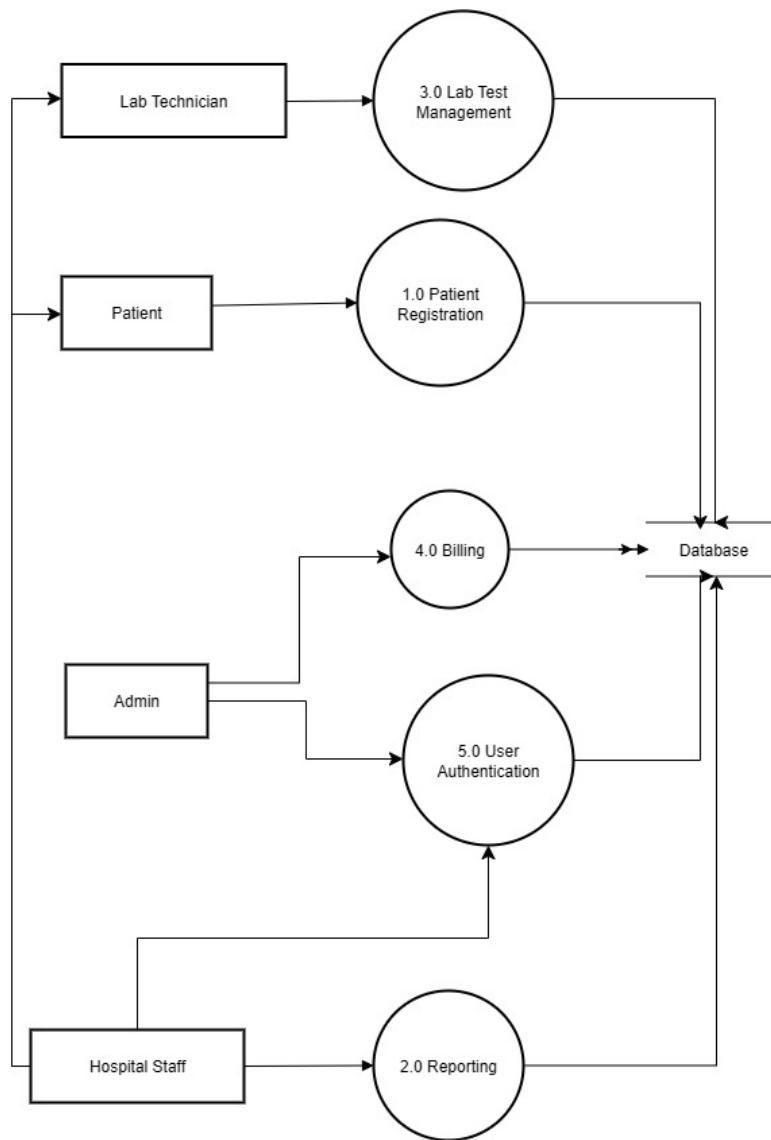 Lab Technician
3.0 Lab Test
Management
Patient
1.0 Patient
Registration
4.0 Billing
Database
Admin
5.0 User
Authentication
Hospital Staff
2.0 Reporting